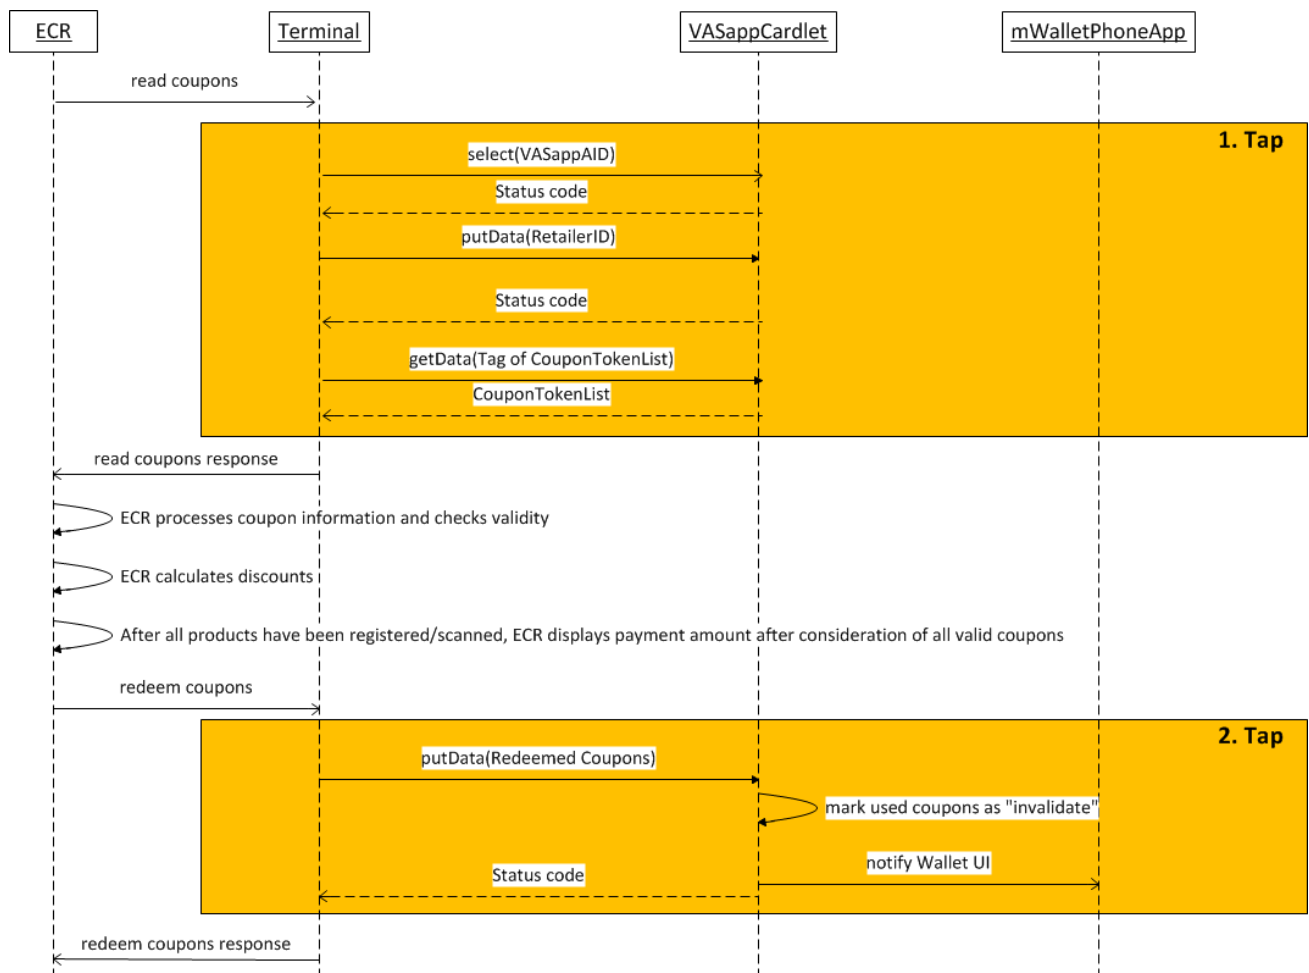 ECR
Terminal
VASappCardlet
mWalletPhoneApp
read coupons
1. Tap
select(VASappAID)
Status code
putData(RetailerID)
Status code
getData(Tag of CouponTokenList)
CouponTokenList
read coupons response
ECR processes coupon information and checks validity
ECR calculates discounts
After all products have been registered/scanned, ECR displays payment amount after consideration of all valid coupons
redeem coupons
2. Tap
putData(Redeemed Coupons)
mark used coupons as "invalidate"
notify Wallet UI
Status code
redeem coupons response